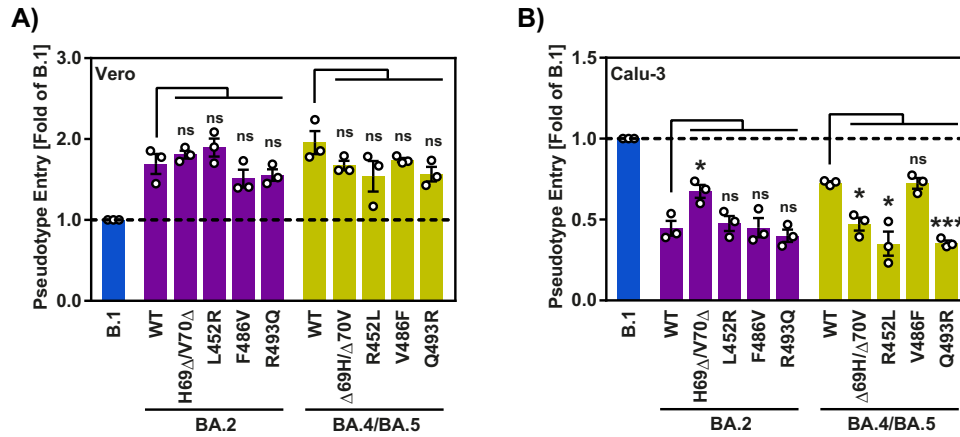 A)
Pseudotype Entry [Fold of B.1]
3.0
2.0
1.0
0.0
Vero
ns
ns
ns
ns
ns
ns
ns
ns
B.1
WT
H69Δ/V70Δ
L452R
F486V
R493Q
WT
Δ69H/Δ70V
R452L
V486F
Q493R
BA.2
BA.4/BA.5
B)
Pseudotype Entry [Fold of B.1]
1.5
1.0
0.5
0.0
Calu-3
*
ns
ns
ns
*
*
ns
***
B.1
WT
H69Δ/V70Δ
L452R
F486V
R493Q
WT
Δ69H/Δ70V
R452L
V486F
Q493R
BA.2
BA.4/BA.5